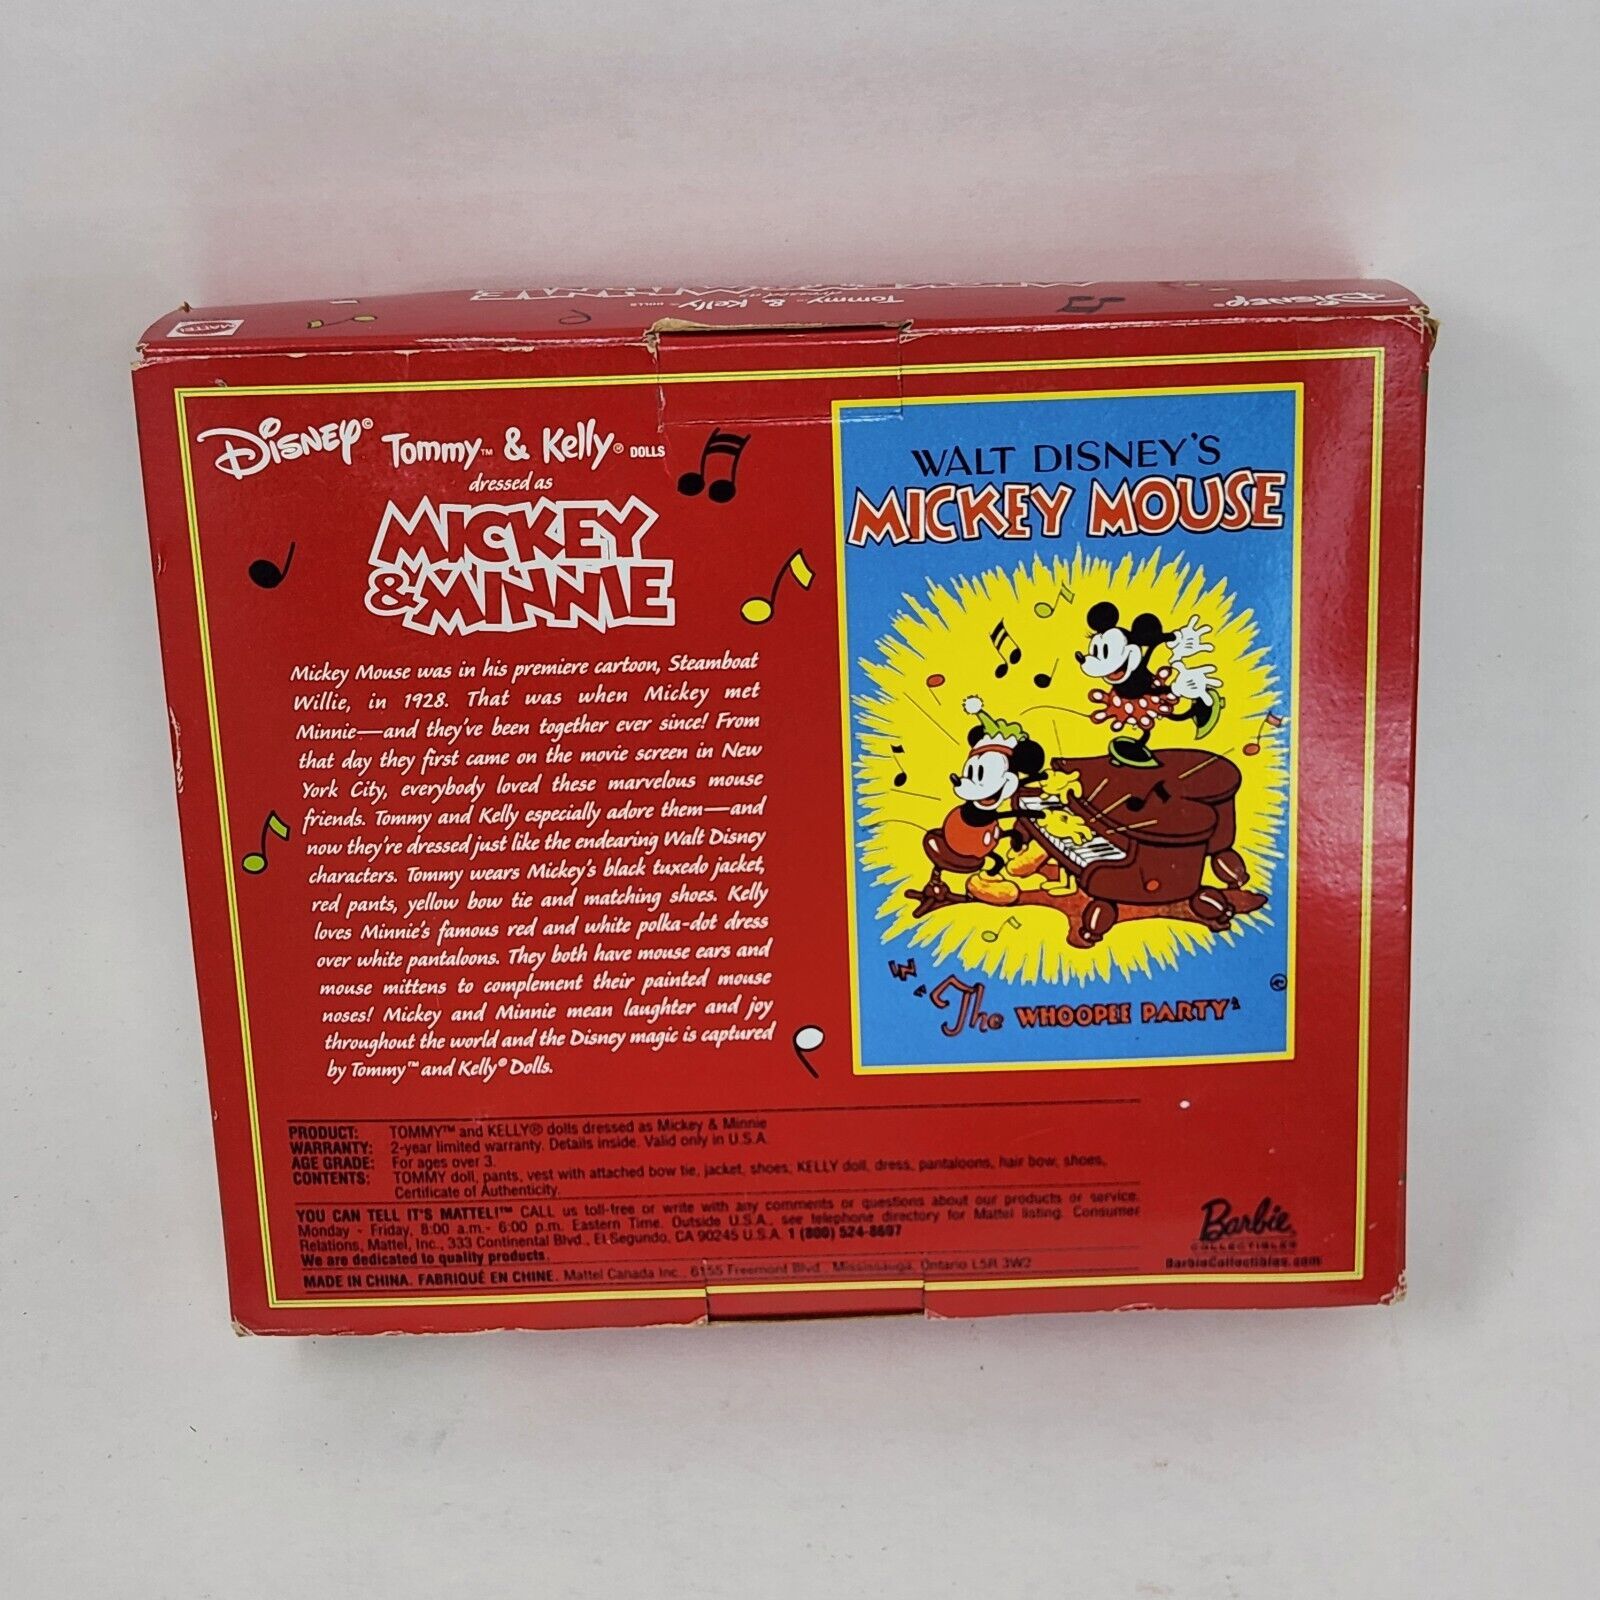 Tommy™ & Kelly™ DOLLS
Disney
MATTEL
Disney© Tommy™ & Kelly® DOLLS
dressed as
MICKEY
& MINNIE
Mickey Mouse was in his premiere cartoon, Steamboat
Willie, in 1928. That was when Mickey met
Minnie—and they've been together ever since! From
that day they first came on the movie screen in New
York City, everybody loved these marvelous mouse
friends. Tommy and Kelly especially adore them—and
now they're dressed just like the endearing Walt Disney
characters. Tommy wears Mickey's black tuxedo jacket,
red pants, yellow bow tie and matching shoes. Kelly
loves Minnie's famous red and white polka-dot dress
over white pantaloons. They both have mouse ears and
mouse mittens to complement their painted mouse
noses! Mickey and Minnie mean laughter and joy
throughout the world and the Disney magic is captured
by Tommy™ and Kelly® Dolls.
WALT DISNEY'S
MICKEY MOUSE
IN
The WHOOPEE PARTY
PRODUCT: TOMMY™ and KELLY® dolls dressed as Mickey & Minnie
WARRANTY: 2-year limited warranty. Details inside. Valid only in U.S.A.
AGE GRADE: For ages over 3.
CONTENTS: TOMMY doll, pants, vest with attached bow tie, jacket, shoes; KELLY doll, dress, pantaloons, hair bow, shoes,
Certificate of Authenticity.
YOU CAN TELL IT'S MATTEL!™ CALL us toll-free or write with any comments or questions about our products or service.
Monday - Friday, 8:00 a.m.- 6:00 p.m. Eastern Time. Outside U.S.A., see telephone directory for Mattel listing. Consumer
Relations, Mattel, Inc., 333 Continental Blvd., El Segundo, CA 90245 U.S.A. 1 (800) 524-8697
We are dedicated to quality products.
MADE IN CHINA. FABRIQUÉ EN CHINE. Mattel Canada Inc., 6155 Freemont Blvd., Mississauga, Ontario L5R 3W2
Barbie
COLLECTIBLES
BarbieCollectibles.com